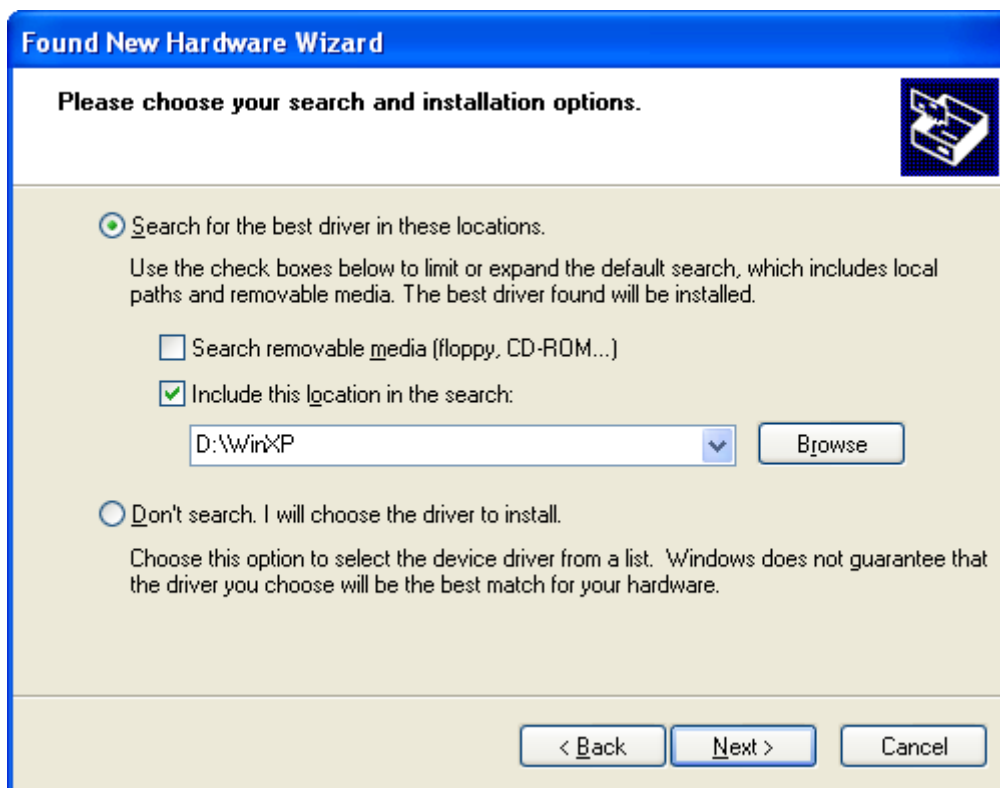 Found New Hardware Wizard
Please choose your search and installation options.
Search for the best driver in these locations.
Use the check boxes below to limit or expand the default search, which includes local
paths and removable media. The best driver found will be installed.
Search removable media (floppy, CD-ROM...)
Include this location in the search:
D:\WinXP
Browse
Don't search. I will choose the driver to install.
Choose this option to select the device driver from a list. Windows does not guarantee that
the driver you choose will be the best match for your hardware.
< Back Next > Cancel